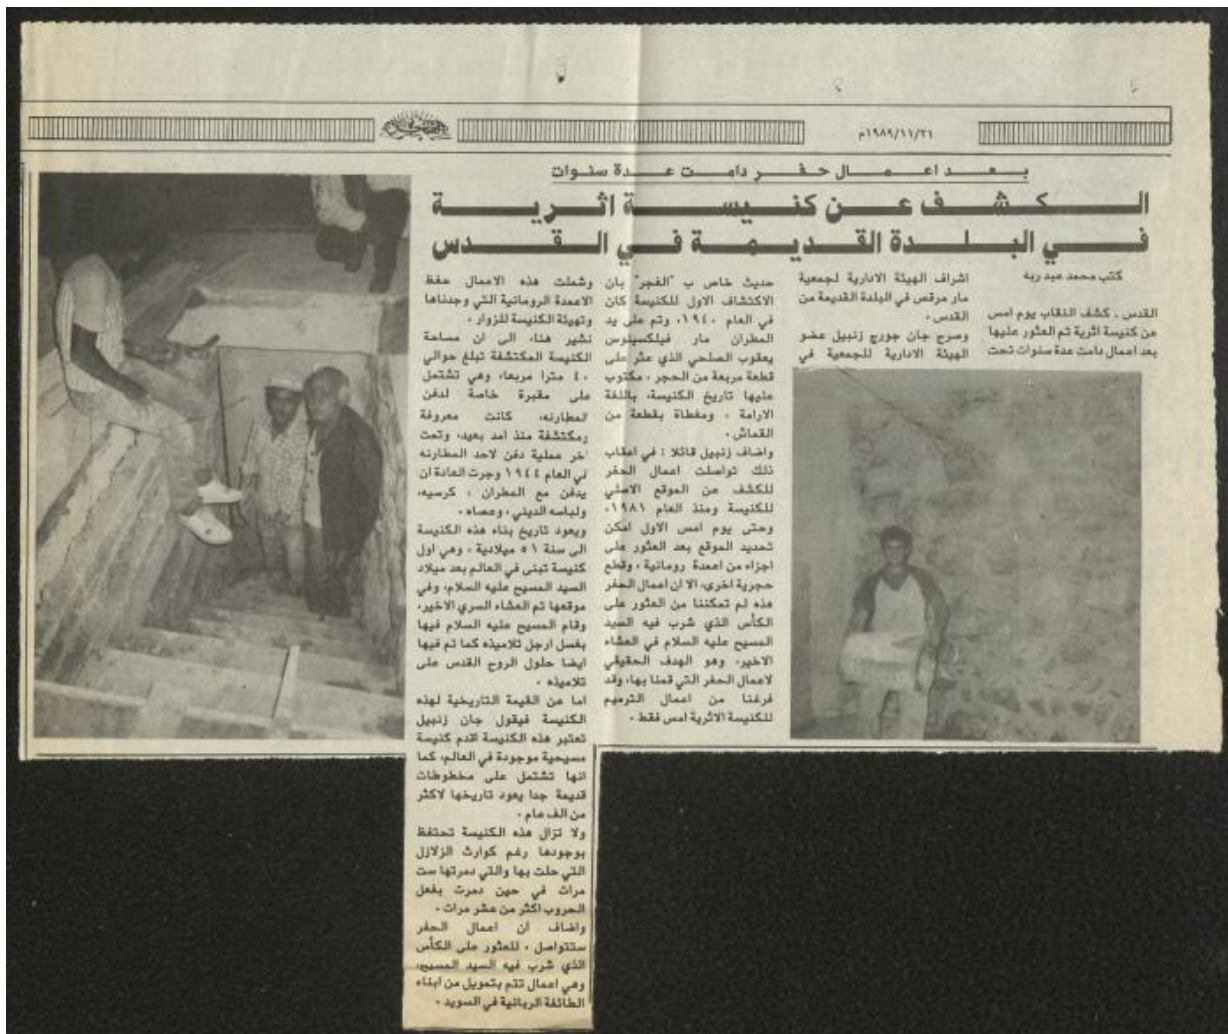 ١٩٨٩/١١/٢١م
بعد اعمال حفر دامت عدة سنوات
الكشف عن كنيسة اثرية
في البلدة القديمة في القدس
كتب محمد عبد ربه
القدس ـ كشف النقاب يوم امس
عن كنيسة اثرية تم العثور عليها
بعد اعمال دامت عدة سنوات تحت
اشراف الهيئة الادارية لجمعية
مار مرقص في البلدة القديمة من
القدس .
وصرح جان جورج زنبيل عضو
الهيئة الادارية للجمعية في
حديث خاص ب "الفجر" بان
الاكتشاف الاول للكنيسة كان
في العام ١٩٤٠، وتم على يد
المطران مار فيلكسينوس
يعقوب الصلحي الذي عثر على
قطعة مربعة من الحجر ، مكتوب
عليها تاريخ الكنيسة، باللغة
الارامة ، ومغطاة بقطعة من
القماش .
واضاف زنبيل قائلا : في اعقاب
ذلك تواصلت اعمال الحفر
للكشف عن الموقع الاصلي
للكنيسة ومنذ العام ١٩٨١،
وحتى يوم امس الاول امكن
تحديد الموقع بعد العثور على
اجزاء من اعمدة رومانية ، وقطع
حجرية اخرى، الا ان اعمال الحفر
هذه لم تمكننا من العثور على
الكأس الذي شرب فيه السيد
المسيح عليه السلام في العشاء
الاخير، وهو الهدف الحقيقي
لاعمال الحفر التي قمنا بها، وقد
فرغنا من اعمال الترميم
للكنيسة الاثرية امس فقط .
وشملت هذه الاعمال حفظ
الاعمدة الرومانية التي وجدناها
وتهيئة الكنيسة للزوار .
نشير هنا، الى ان مساحة
الكنيسة المكتشفة تبلغ حوالي
٤٠ مترا مربعا، وهي تشتمل
على مقبرة خاصة لدفن
المطارنه، كانت معروفة
ومكتشفة منذ امد بعيد، وتمت
اخر عملية دفن لاحد المطارنه
في العام ١٩٤٤ وجرت العادة ان
يدفن مع المطران ، كرسيه،
ولباسه الديني ، وعصاه .
ويعود تاريخ بناء هذه الكنيسة
الى سنة ٥١ ميلادية ، وهي اول
كنيسة تبنى في العالم بعد ميلاد
السيد المسيح عليه السلام، وفي
موقعها تم العشاء السري الاخير،
وقام المسيح عليه السلام فيها
بغسل ارجل تلاميذه كما تم فيها
ايضا حلول الروح القدس على
تلاميذه .
اما عن القيمة التاريخية لهذه
الكنيسة فيقول جان زنبيل
تعتبر هذه الكنيسة اقدم كنيسة
مسيحية موجودة في العالم، كما
انها تشتمل على مخطوطات
قديمة جدا يعود تاريخها لاكثر
من الف عام .
ولا تزال هذه الكنيسة تحتفظ
بوجودها رغم كوارث الزلازل
التي حلت بها والتي دمرتها ست
مرات في حين دمرت بفعل
الحروب اكثر من عشر مرات .
واضاف ان اعمال الحفر
ستتواصل ، للعثور على الكأس
الذي شرب فيه السيد المسيح،
وهي اعمال تتم بتمويل من ابناء
الطائفة الربانية في السويد .